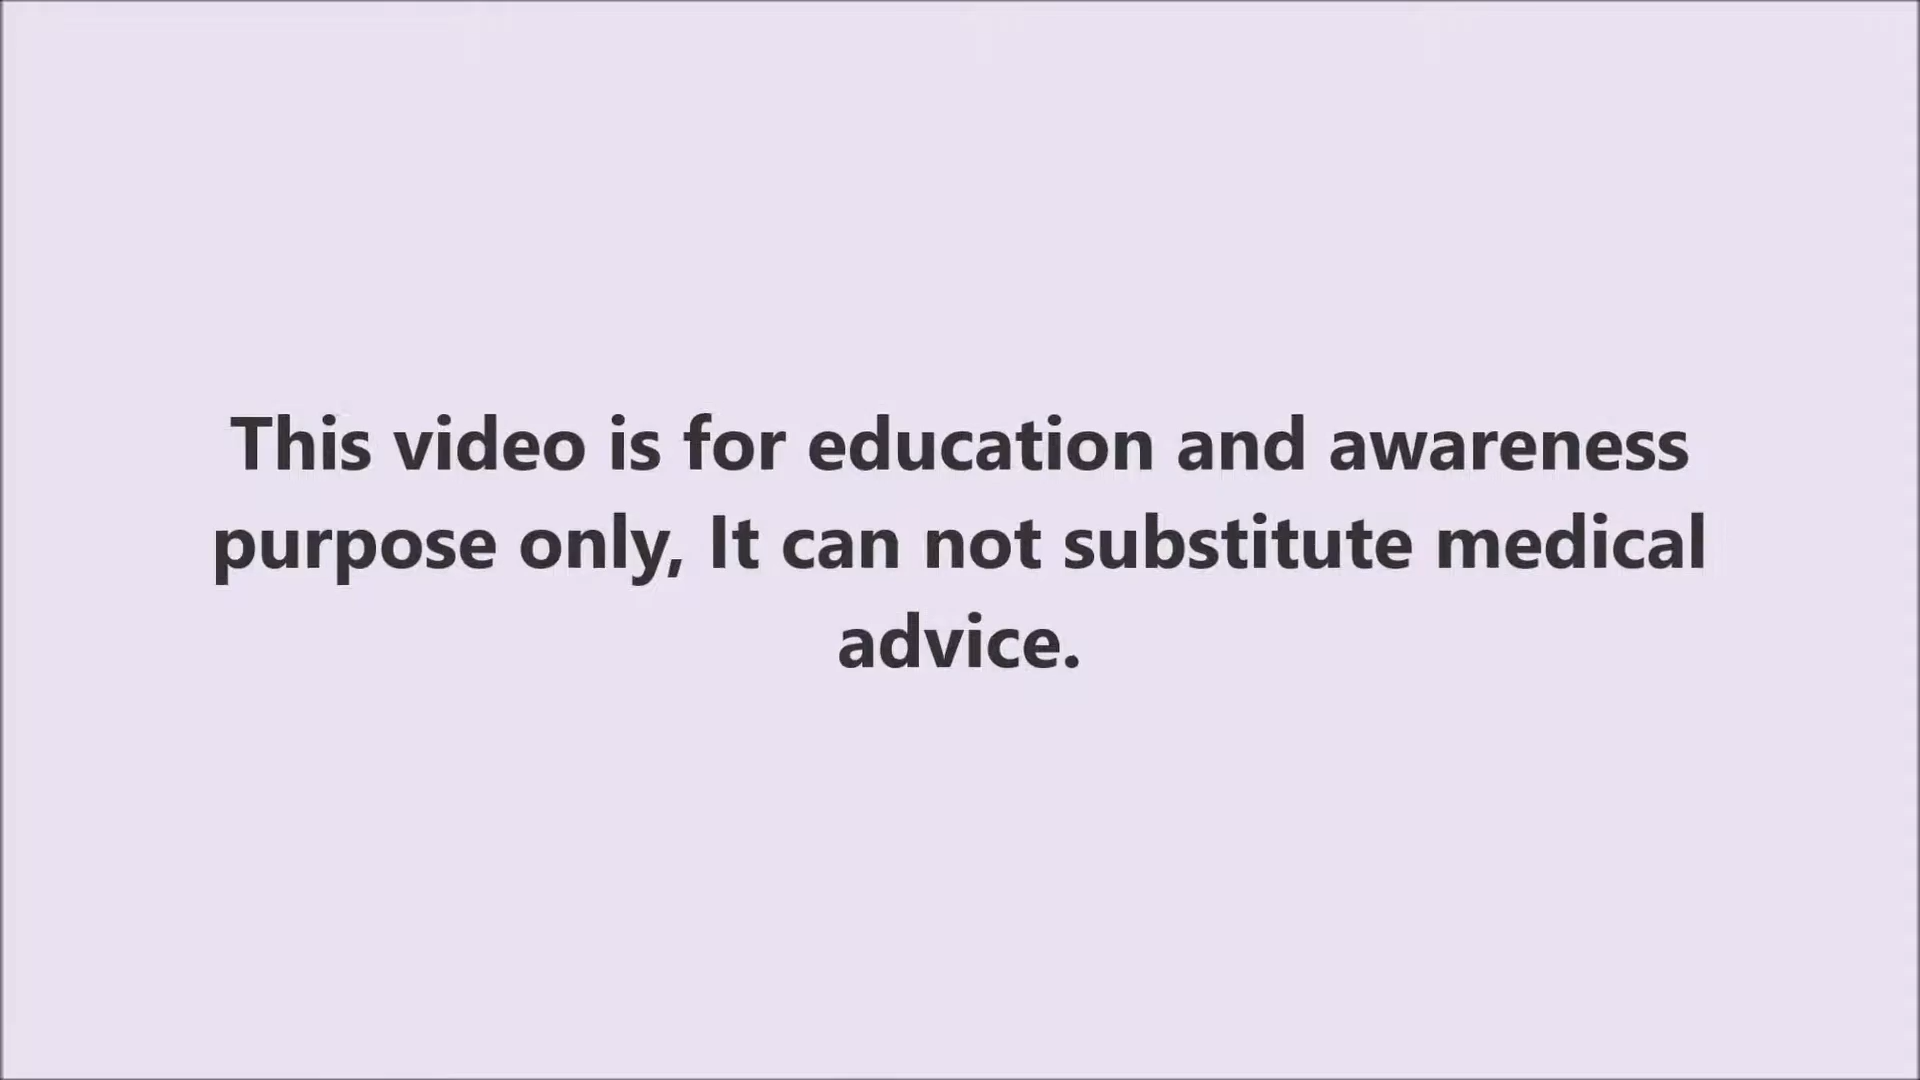 This video is for education and awareness
purpose only, It can not substitute medical
advice.